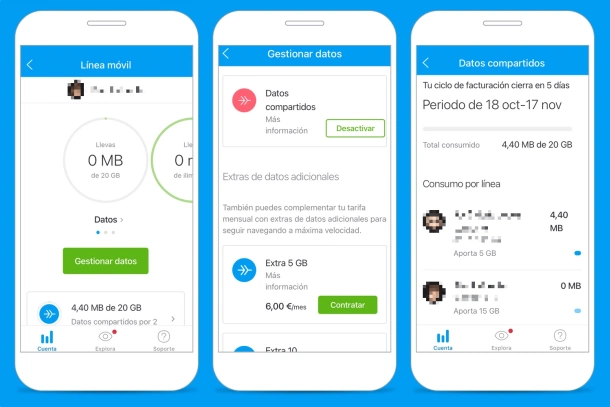 Línea móvil
Llevas
0 MB
de 20 GB
Lle
0 r
de ilin
Datos
Gestionar datos
4,40 MB de 20 GB
Datos compartidos por 2
Cuenta
Explora
Soporte
Gestionar datos
Datos
compartidos
Más
información
Desactivar
Extras de datos adicionales
También puedes complementar tu tarifa
mensual con extras de datos adicionales para
seguir navegando a máxima velocidad.
Extra 5 GB
Más
información
6,00 €/mes
Contratar
Extra 10
Datos compartidos
Tu ciclo de facturación cierra en 5 días
Periodo de 18 oct-17 nov
Total consumido
4,40 MB de 20 GB
Consumo por línea
4,40
MB
Aporta 5 GB
0 MB
Aporta 15 GB
Cuenta
Explora
Soporte